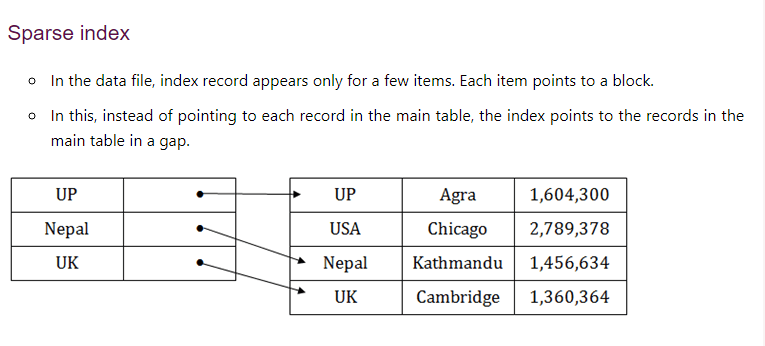 Sparse index
In the data file, index record appears only for a few items. Each item points to a block.
In this, instead of pointing to each record in the main table, the index points to the records in the
main table in a gap.
UP UP Agra 1,604,300
Nepal USA Chicago 2,789,378
UK Nepal Kathmandu 1,456,634
UK Cambridge 1,360,364